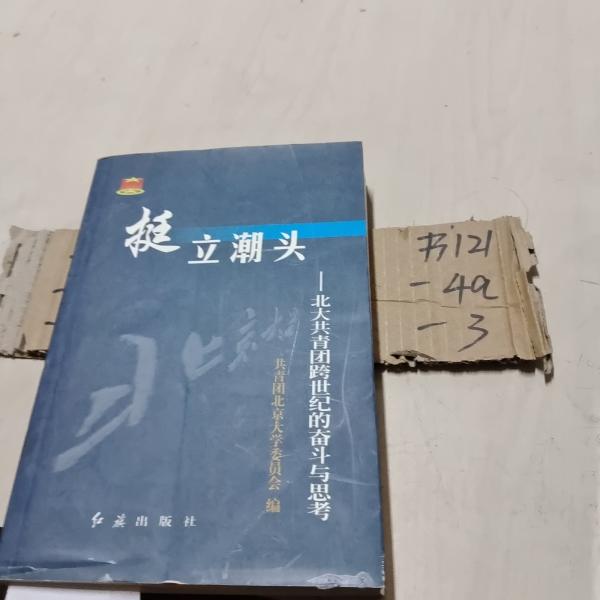 挺立潮头
——北大共青团跨世纪的奋斗与思考
共青团北京大学委员会 编
红旗出版社
书121
-4a
-3